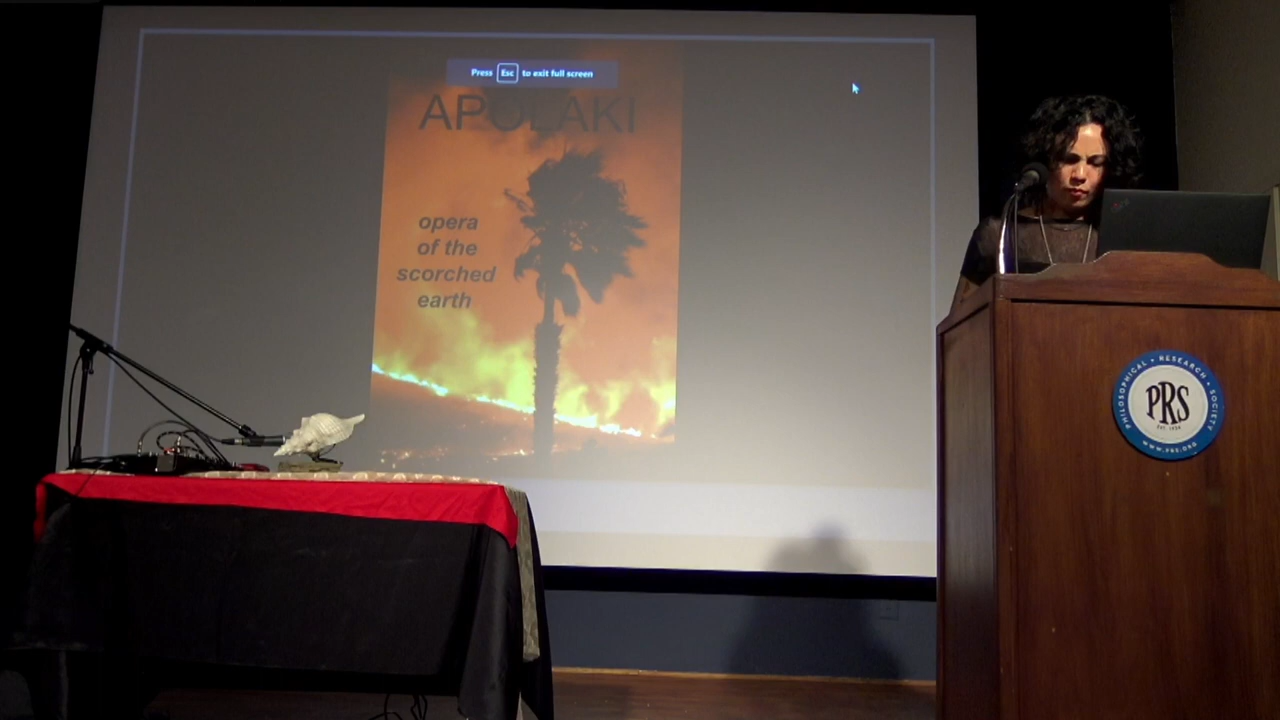 Press Esc to exit full screen
APOLAKI
opera
of the
scorched
earth
PHILOSOPHICAL • RESEARCH • SOCIETY
PRS
EST. 1934
WWW.PRS.ORG